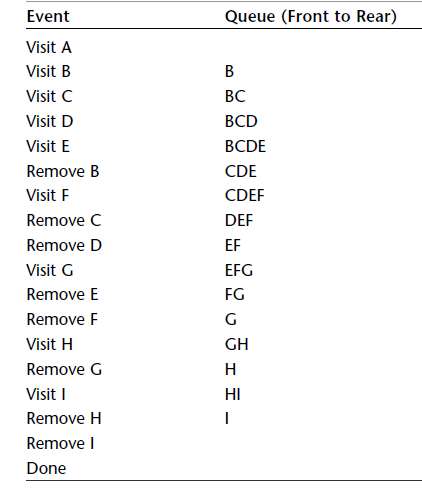 Event Queue (Front to Rear)
Visit A
Visit B B
Visit C BC
Visit D BCD
Visit E BCDE
Remove B CDE
Visit F CDEF
Remove C DEF
Remove D EF
Visit G EFG
Remove E FG
Remove F G
Visit H GH
Remove G H
Visit I HI
Remove H I
Remove I
Done